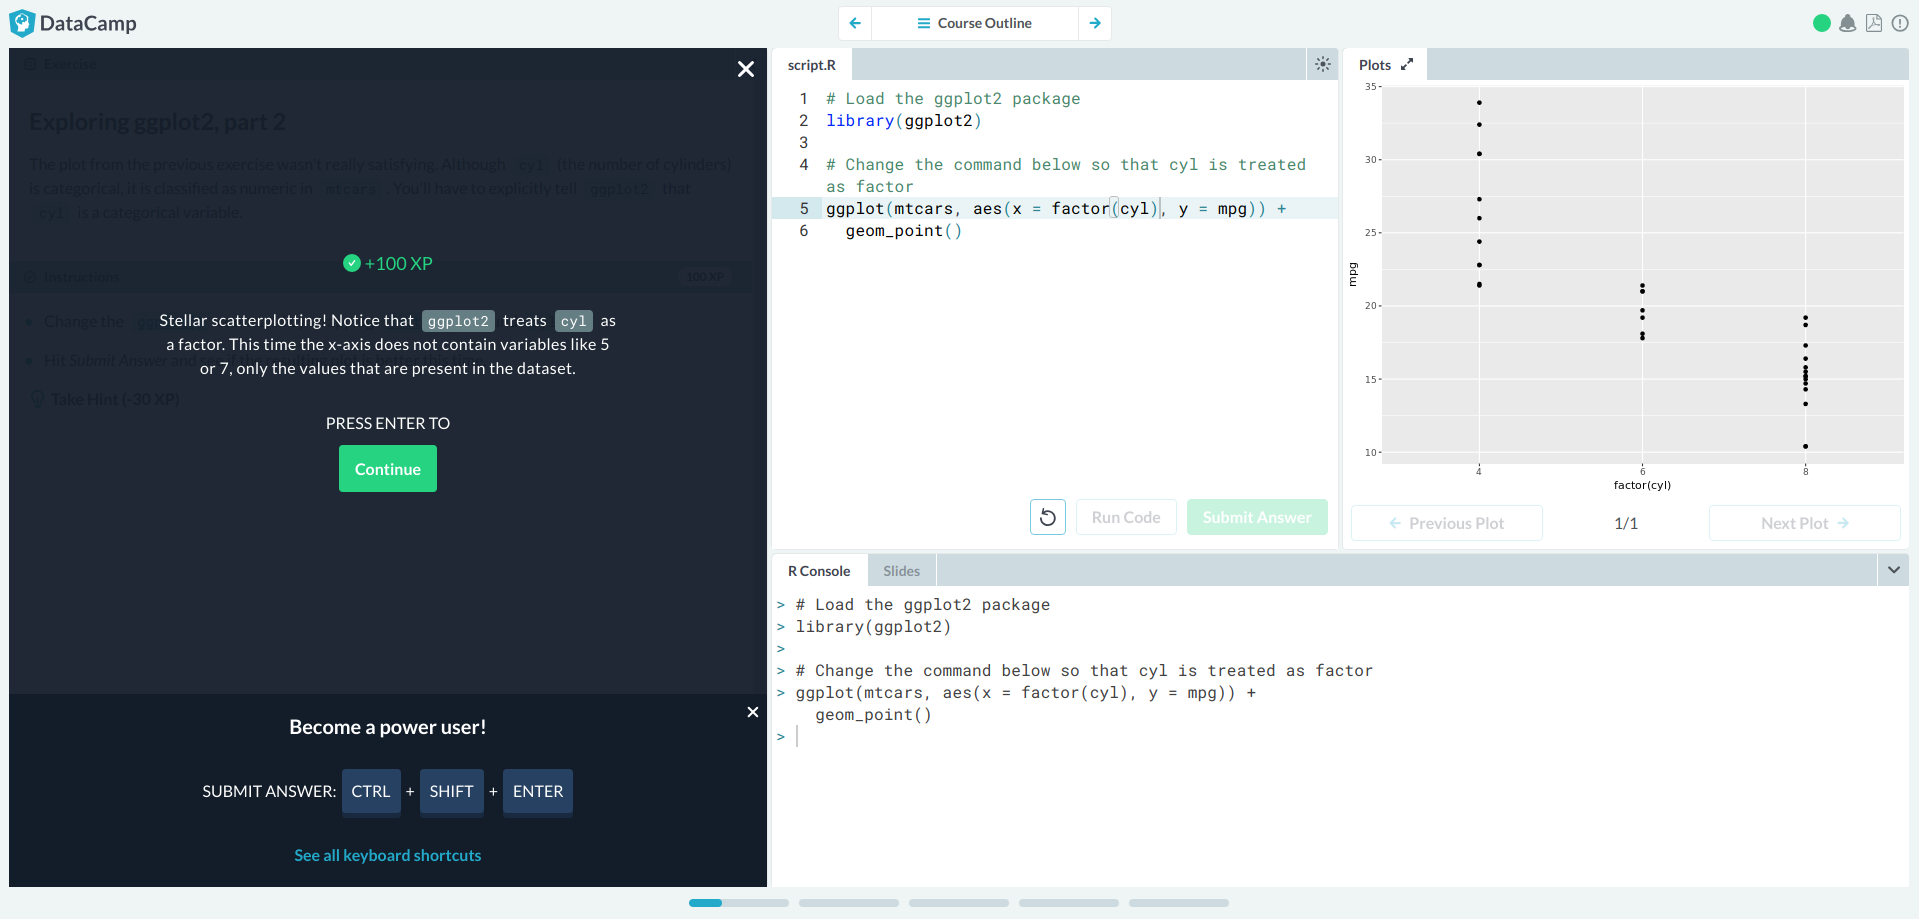 DataCamp
Course Outline
Exercise
Exploring ggplot2, part 2
The plot from the previous exercise wasn't really satisfying. Although cyl (the number of cylinders)
is categorical, it is classified as numeric in mtcars. You'll have to explicitly tell ggplot2 that
cyl is a categorical variable.
+100 XP
Instructions
100 XP
Change the
Stellar scatterplotting! Notice that ggplot2 treats cyl as
a factor. This time the x-axis does not contain variables like 5
or 7, only the values that are present in the dataset.
Hit Submit Answer and
Take Hint (-30 XP)
PRESS ENTER TO
Continue
Become a power user!
SUBMIT ANSWER: CTRL + SHIFT + ENTER
See all keyboard shortcuts
script.R
1 # Load the ggplot2 package
2 library(ggplot2)
3
4 # Change the command below so that cyl is treated
as factor
5 ggplot(mtcars, aes(x = factor(cyl), y = mpg)) +
6 geom_point()
Run Code
Submit Answer
Plots
35
30
25
20
15
10
mpg
4 6 8
factor(cyl)
Previous Plot
1/1
Next Plot
R Console
Slides
> # Load the ggplot2 package
> library(ggplot2)
>
> # Change the command below so that cyl is treated as factor
> ggplot(mtcars, aes(x = factor(cyl), y = mpg)) +
geom_point()
>